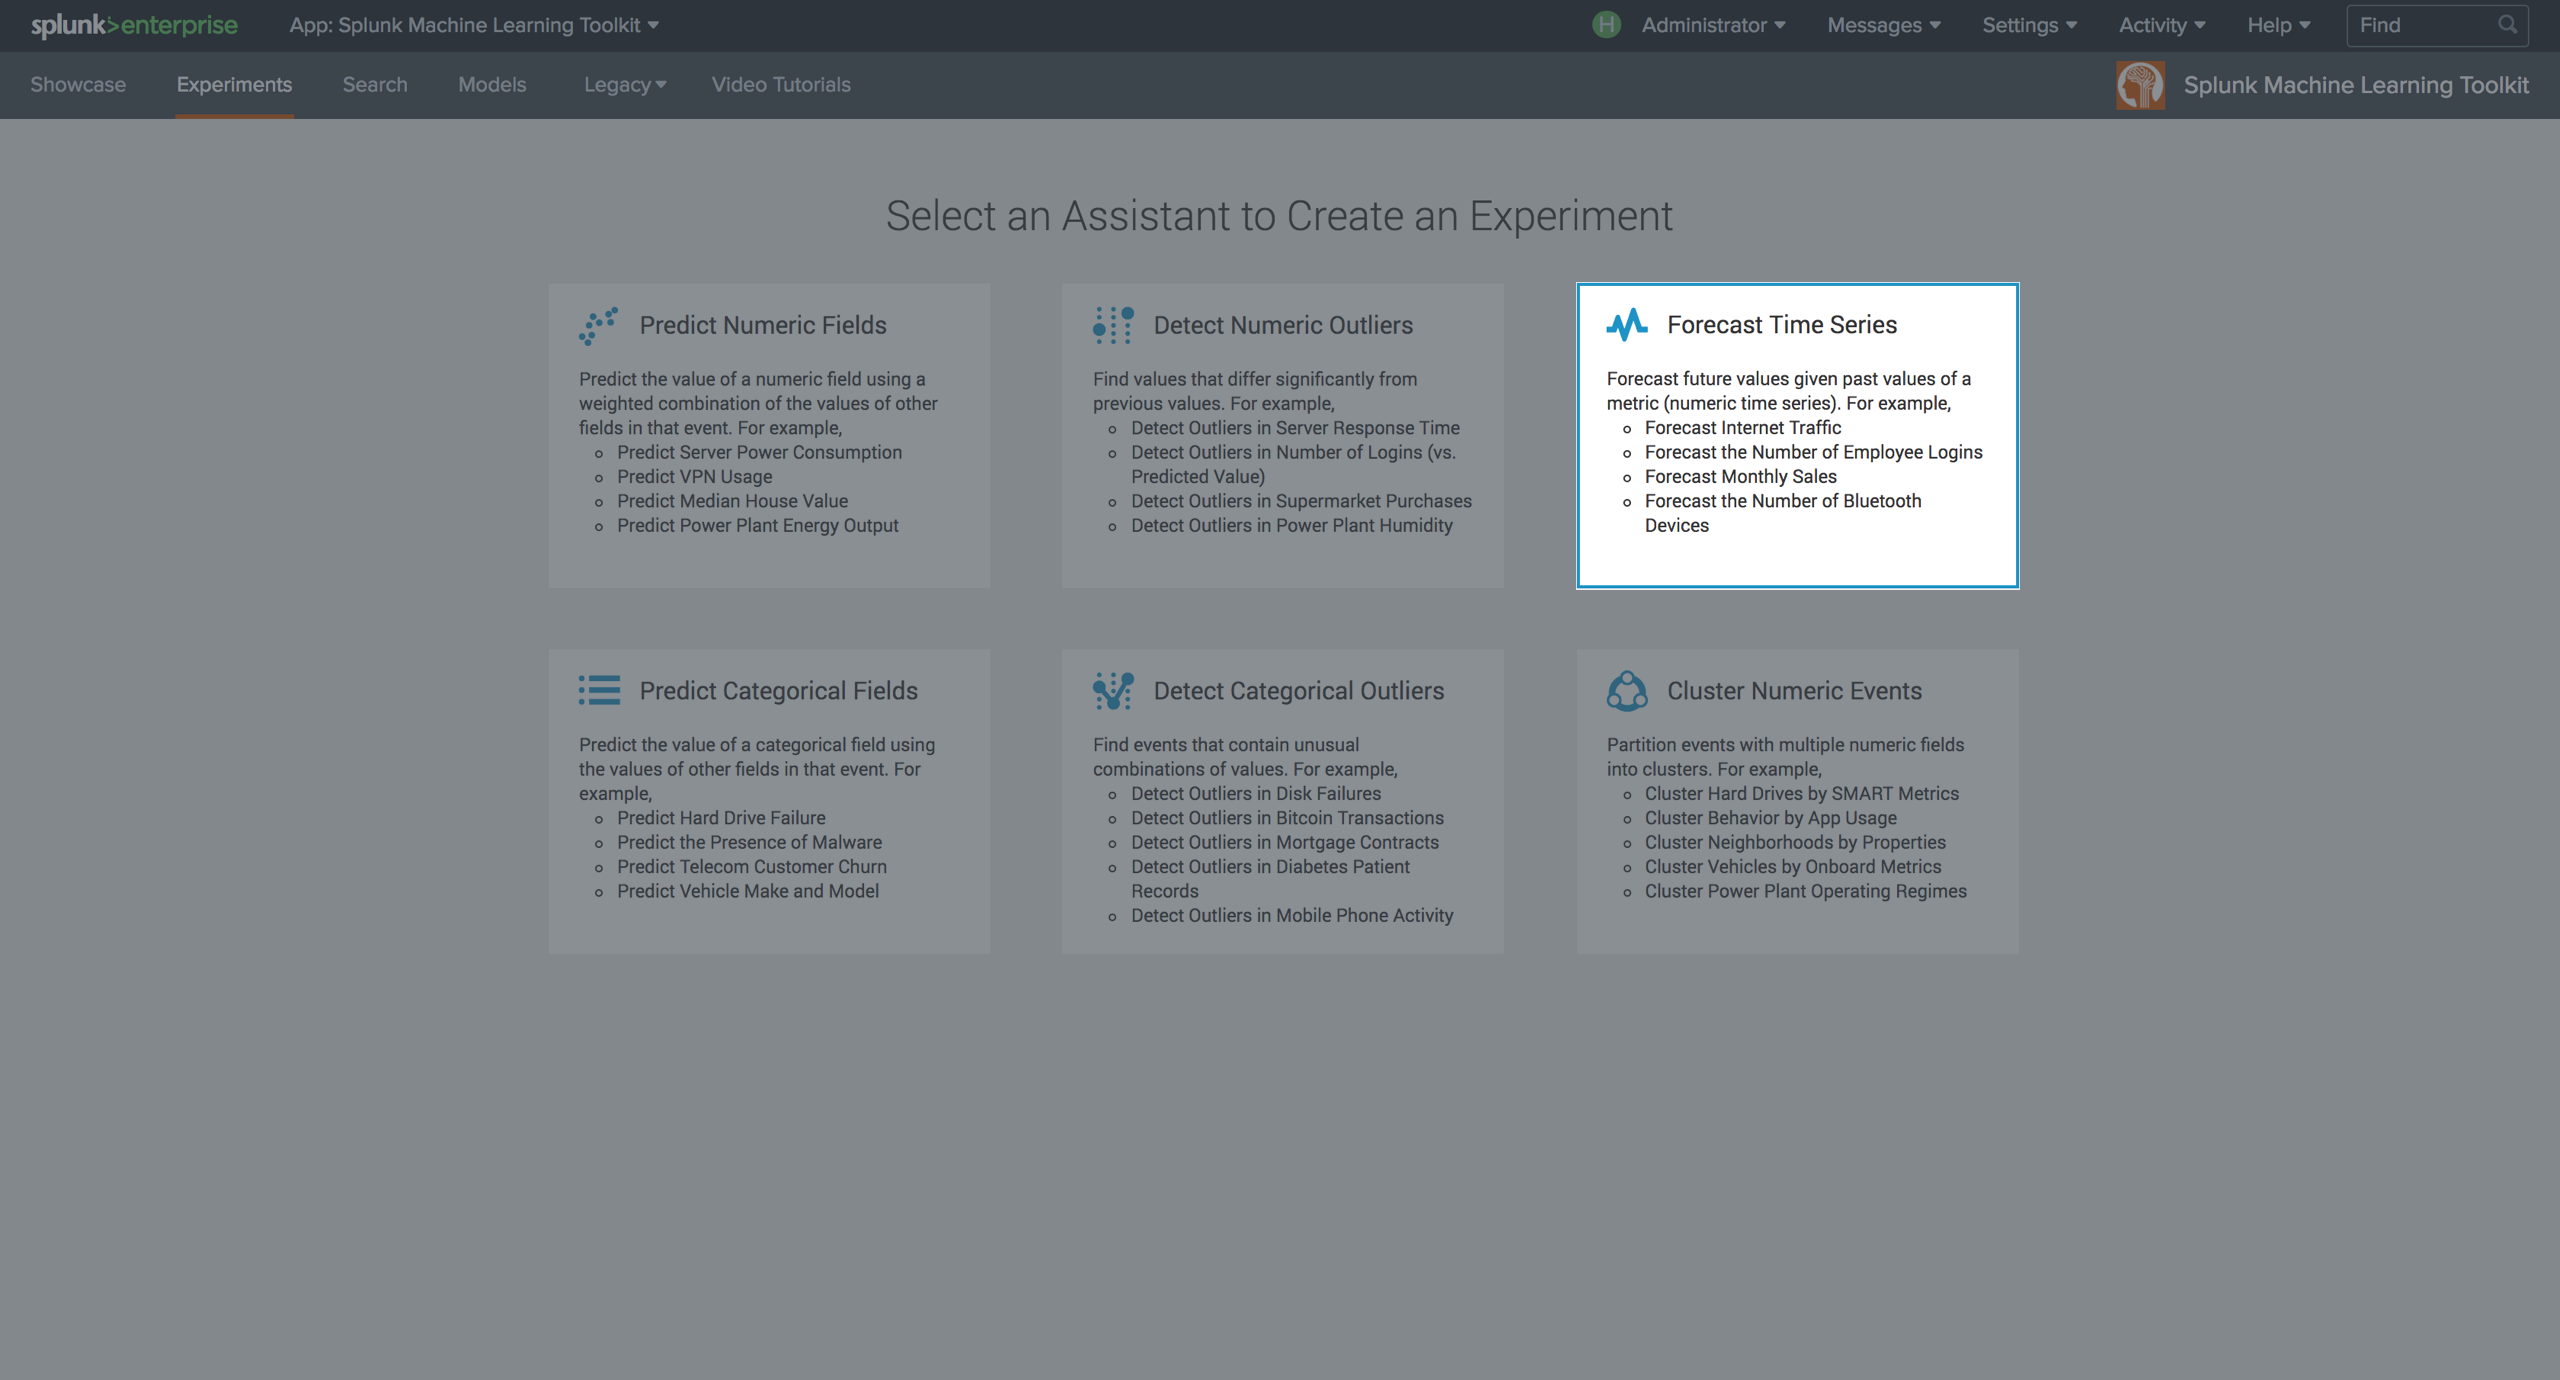 splunk>enterprise App: Splunk Machine Learning Toolkit H Administrator Messages Settings Activity Help Find
Showcase Experiments Search Models Legacy Video Tutorials Splunk Machine Learning Toolkit
Select an Assistant to Create an Experiment
Predict Numeric Fields
Predict the value of a numeric field using a
weighted combination of the values of other
fields in that event. For example,
Predict Server Power Consumption
Predict VPN Usage
Predict Median House Value
Predict Power Plant Energy Output
Detect Numeric Outliers
Find values that differ significantly from
previous values. For example,
Detect Outliers in Server Response Time
Detect Outliers in Number of Logins (vs.
Predicted Value)
Detect Outliers in Supermarket Purchases
Detect Outliers in Power Plant Humidity
Forecast Time Series
Forecast future values given past values of a
metric (numeric time series). For example,
Forecast Internet Traffic
Forecast the Number of Employee Logins
Forecast Monthly Sales
Forecast the Number of Bluetooth
Devices
Predict Categorical Fields
Predict the value of a categorical field using
the values of other fields in that event. For
example,
Predict Hard Drive Failure
Predict the Presence of Malware
Predict Telecom Customer Churn
Predict Vehicle Make and Model
Detect Categorical Outliers
Find events that contain unusual
combinations of values. For example,
Detect Outliers in Disk Failures
Detect Outliers in Bitcoin Transactions
Detect Outliers in Mortgage Contracts
Detect Outliers in Diabetes Patient
Records
Detect Outliers in Mobile Phone Activity
Cluster Numeric Events
Partition events with multiple numeric fields
into clusters. For example,
Cluster Hard Drives by SMART Metrics
Cluster Behavior by App Usage
Cluster Neighborhoods by Properties
Cluster Vehicles by Onboard Metrics
Cluster Power Plant Operating Regimes